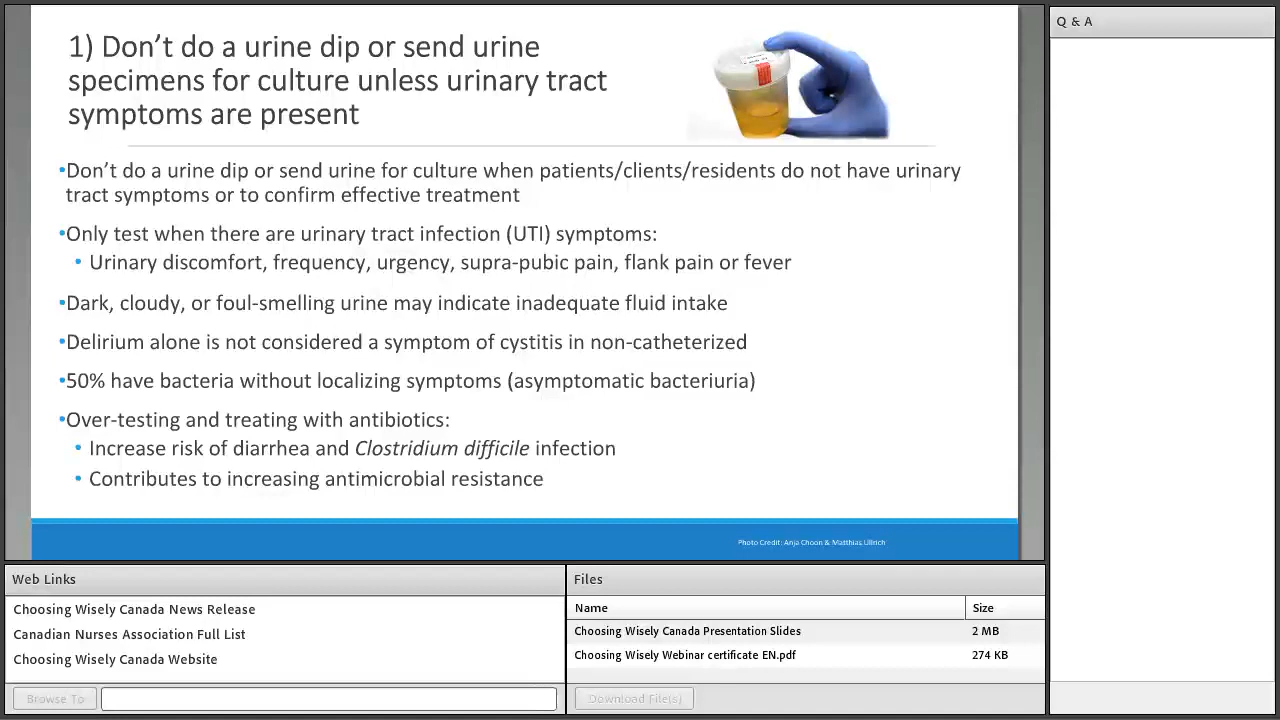 1) Don't do a urine dip or send urine
specimens for culture unless urinary tract
symptoms are present
•Don't do a urine dip or send urine for culture when patients/clients/residents do not have urinary
tract symptoms or to confirm effective treatment
•Only test when there are urinary tract infection (UTI) symptoms:
• Urinary discomfort, frequency, urgency, supra-pubic pain, flank pain or fever
•Dark, cloudy, or foul-smelling urine may indicate inadequate fluid intake
•Delirium alone is not considered a symptom of cystitis in non-catheterized
•50% have bacteria without localizing symptoms (asymptomatic bacteriuria)
•Over-testing and treating with antibiotics:
• Increase risk of diarrhea and Clostridium difficile infection
• Contributes to increasing antimicrobial resistance
Photo Credit: Anja Choon & Matthias Ullrich
Q & A
Web Links
Choosing Wisely Canada News Release
Canadian Nurses Association Full List
Choosing Wisely Canada Website
Browse To
Files
Name Size
Choosing Wisely Canada Presentation Slides 2 MB
Choosing Wisely Webinar certificate EN.pdf 274 KB
Download File(s)